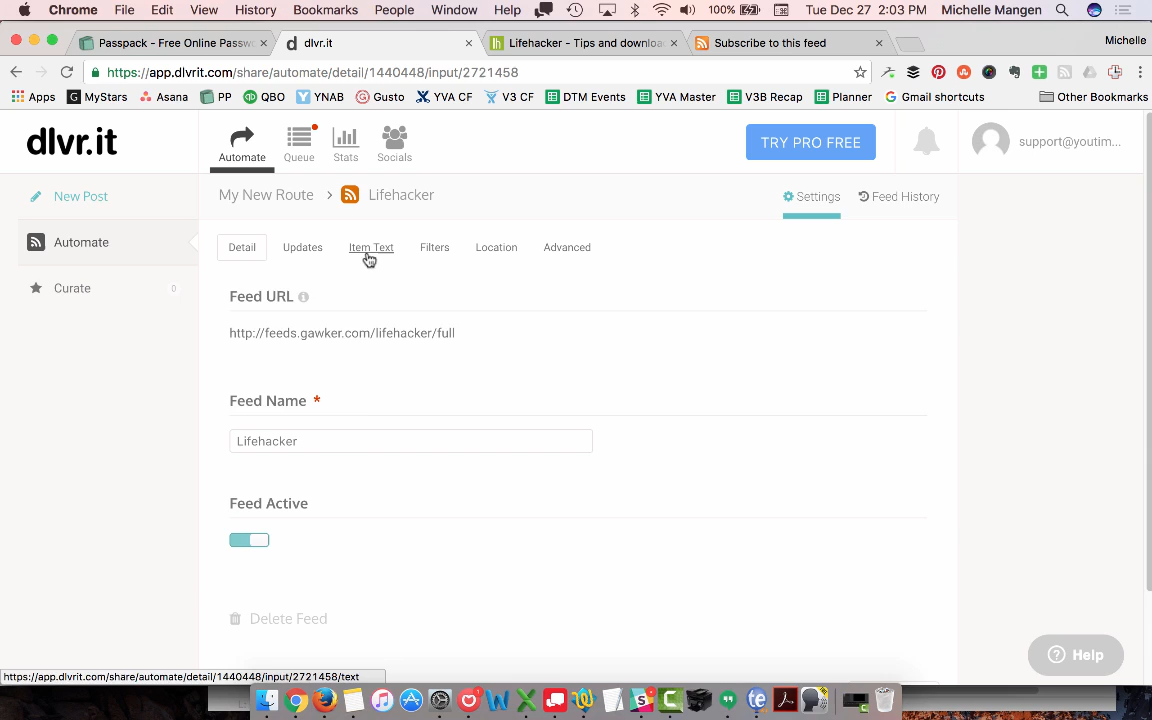 Chrome File Edit View History Bookmarks People Window Help 100% Tue Dec 27 2:03 PM Michelle Mangen
Passpack - Free Online Passw × dlvr.it × Lifehacker - Tips and downloa × Subscribe to this feed × Michelle
https://app.dlvrit.com/share/automate/detail/1440448/input/2721458
Apps MyStars Asana PP QBO YNAB Gusto YVA CF V3 CF DTM Events YVA Master V3B Recap Planner Gmail shortcuts Other Bookmarks
dlvr.it Automate Queue Stats Socials TRY PRO FREE support@youtim...
New Post My New Route > Lifehacker Settings Feed History
Automate Detail Updates Item Text Filters Location Advanced
Curate 0
Feed URL
http://feeds.gawker.com/lifehacker/full
Feed Name *
Lifehacker
Feed Active
Delete Feed
Help
https://app.dlvrit.com/share/automate/detail/1440448/input/2721458/text